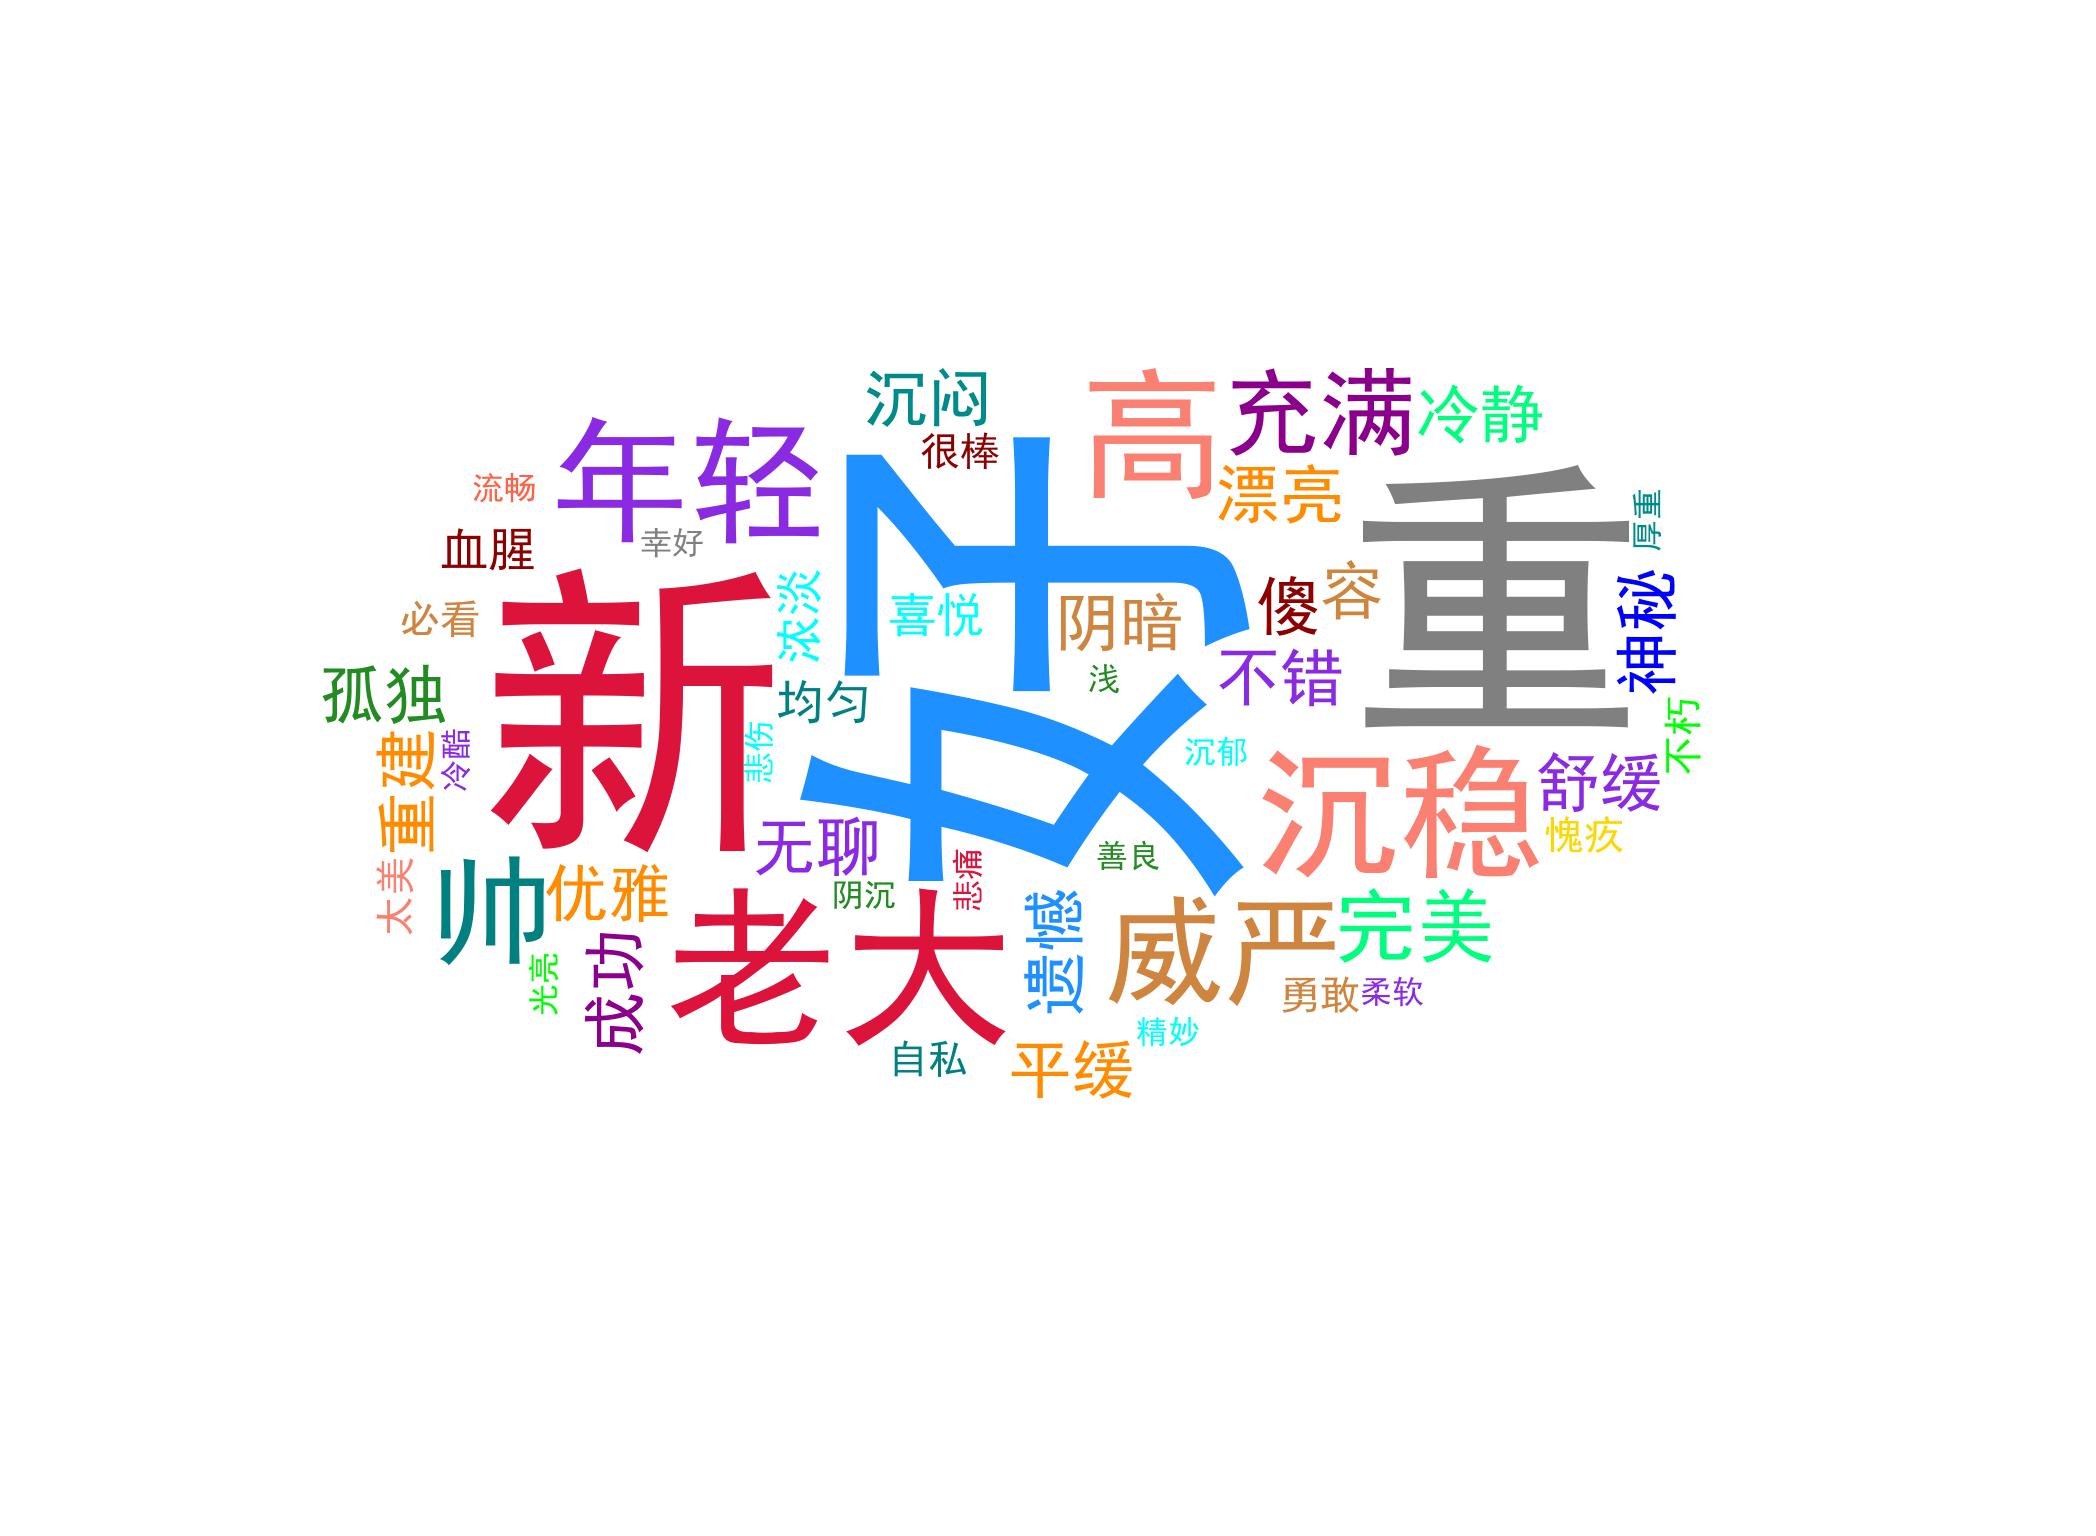 沉闷
高
充满
冷静
很棒
年轻
漂亮
流畅
好
重
厚重
血腥
幸好
新
浓淡
喜悦
阴暗
傻
容
神秘
必看
孤独
均匀
浅
不错
不朽
重建
冷酷
悲伤
沉郁
沉稳
舒缓
愧疚
无聊
善良
太美
帅
优雅
阴沉
悲痛
老大
遗憾
威严
完美
光亮
成功
勇敢
柔软
精妙
自私
平缓